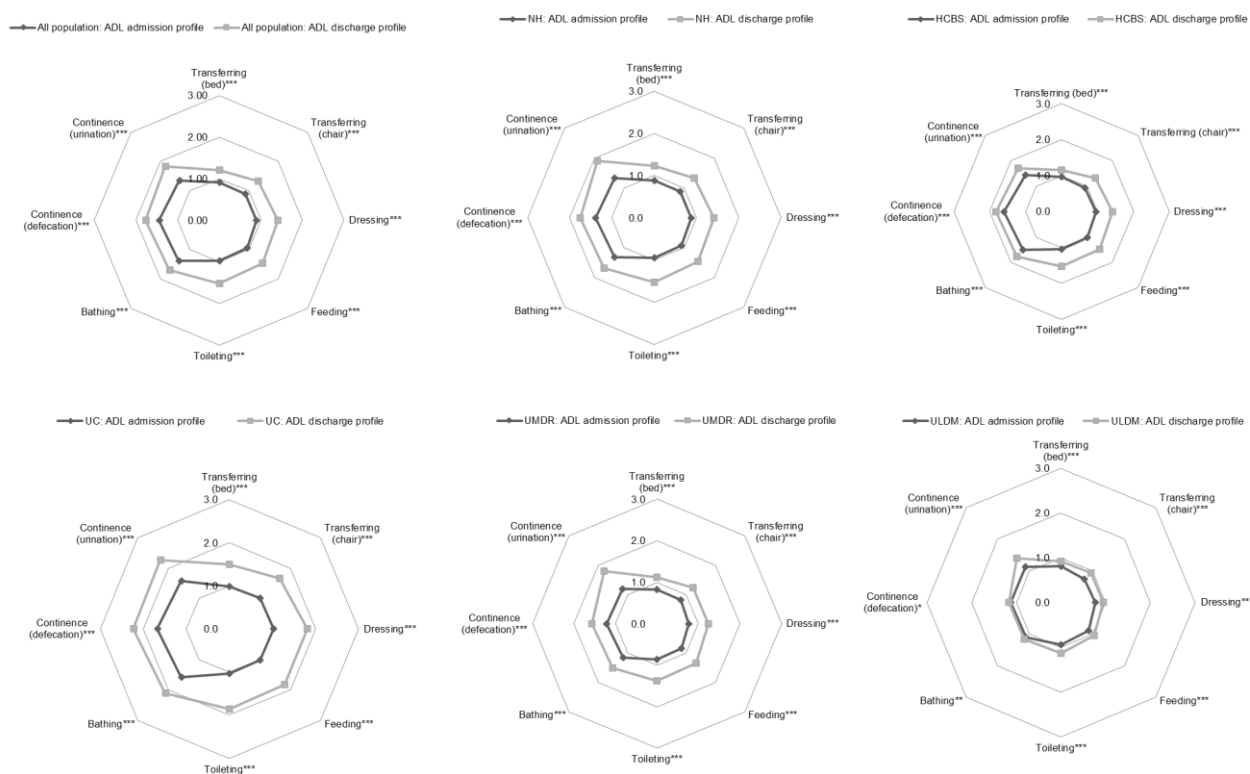 All population: ADL admission profile All population: ADL discharge profile
Transferring
(bed)***
3.00
Continence
(urination)***
Transferring
(chair)***
2.00
1.00
Continence
(defecation)***
0.00
Dressing***
Bathing***
Feeding***
Toileting***
NH: ADL admission profile NH: ADL discharge profile
Transferring
(bed)***
3.0
Continence
(urination)***
Transferring
(chair)***
2.0
1.0
Continence
(defecation)***
0.0
Dressing***
Bathing***
Feeding***
Toileting***
HCBS: ADL admission profile HCBS: ADL discharge profile
Transferring (bed)***
3.0
Continence
(urination)***
Transferring (chair)***
2.0
1.0
Continence
(defecation)***
0.0
Dressing***
Bathing***
Feeding***
Toileting***
UC: ADL admission profile UC: ADL discharge profile
Transferring
(bed)***
3.0
Continence
(urination)***
Transferring
(chair)***
2.0
1.0
Continence
(defecation)***
0.0
Dressing***
Bathing***
Feeding***
Toileting***
UMDR: ADL admission profile UMDR: ADL discharge profile
Transferring
(bed)***
3.0
Continence
(urination)***
Transferring
(chair)***
2.0
1.0
Continence
(defecation)***
0.0
Dressing***
Bathing***
Feeding***
Toileting***
ULDM: ADL admission profile ULDM: ADL discharge profile
Transferring
(bed)***
3.0
Continence
(urination)***
Transferring
(chair)***
2.0
1.0
Continence
(defecation)*
0.0
Dressing**
Bathing**
Feeding***
Toileting***